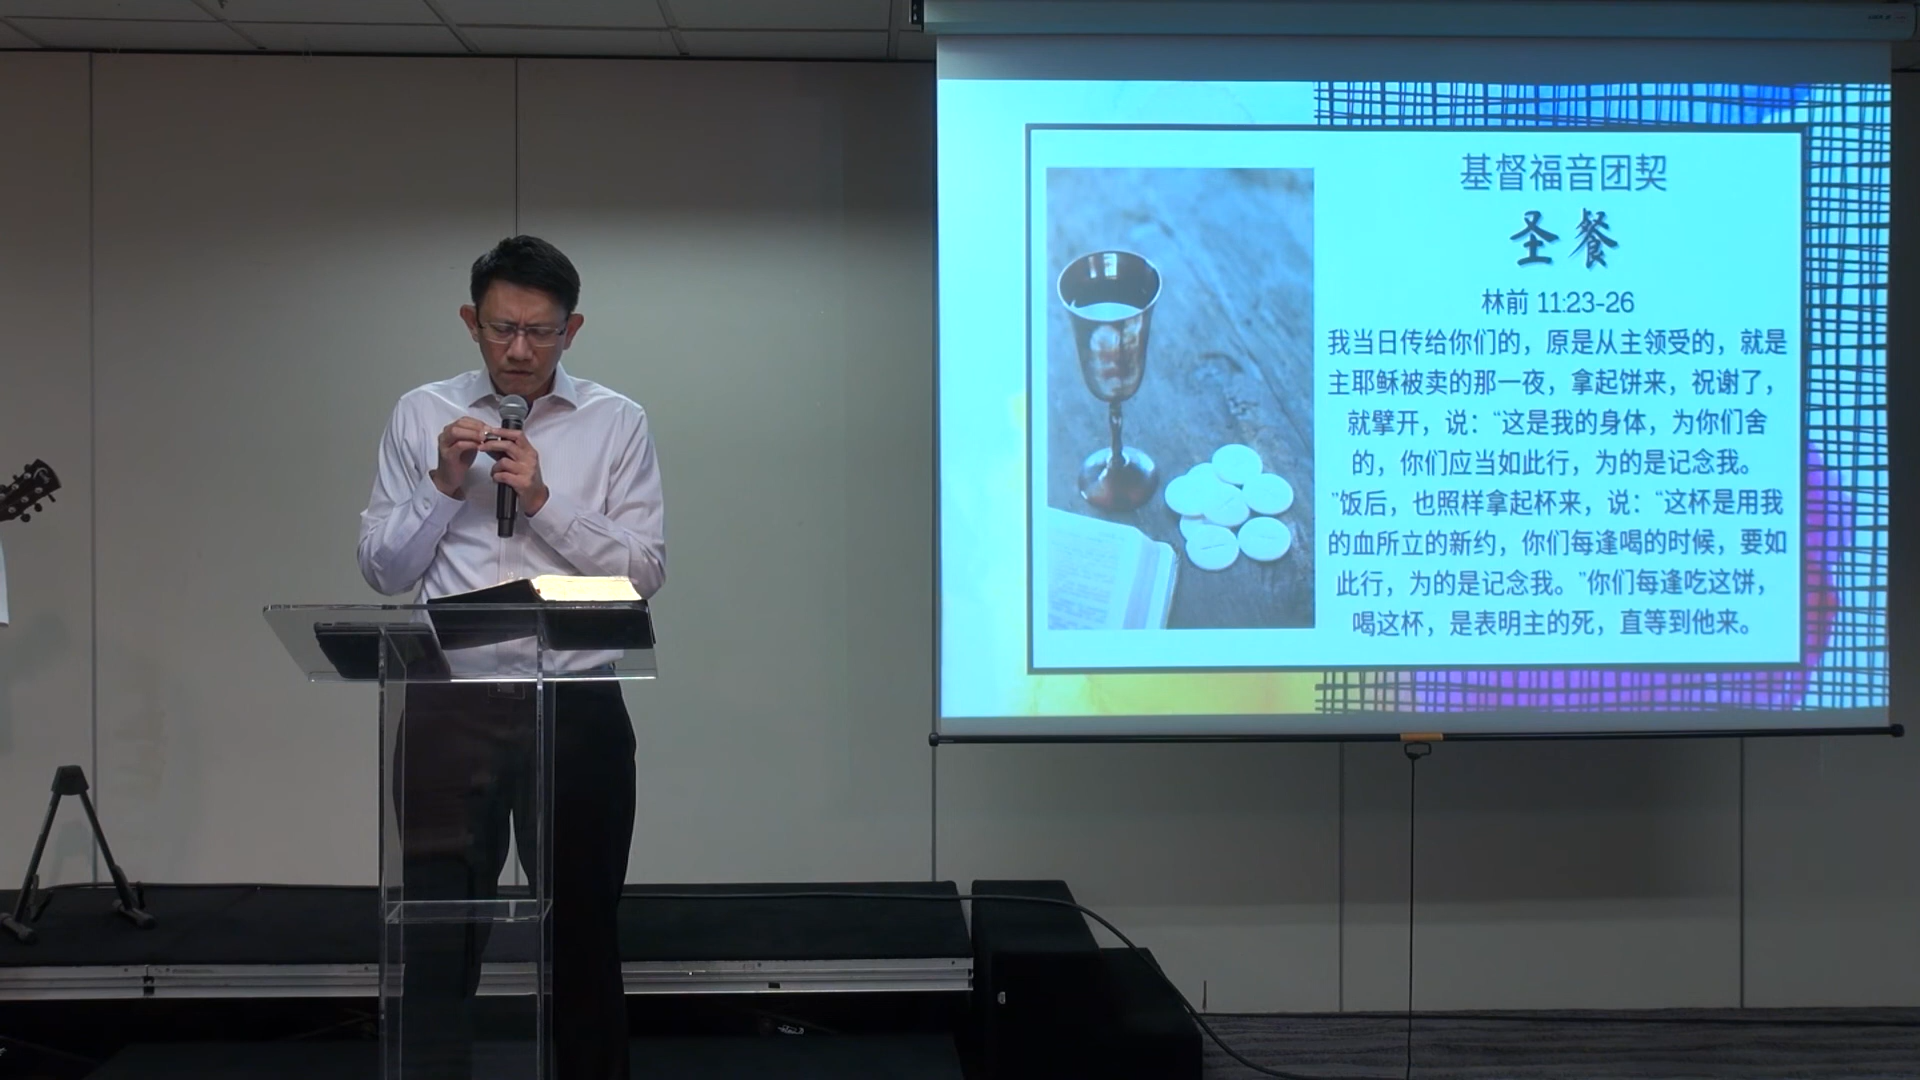 基督福音团契
圣餐
林前 11:23-26
我当日传给你们的，原是从主领受的，就是
主耶稣被卖的那一夜，拿起饼来，祝谢了，
就擘开，说：“这是我的身体，为你们舍
的，你们应当如此行，为的是记念我。
”饭后，也照样拿起杯来，说：“这杯是用我
的血所立的新约，你们每逢喝的时候，要如
此行，为的是记念我。”你们每逢吃这饼，
喝这杯，是表明主的死，直等到他来。